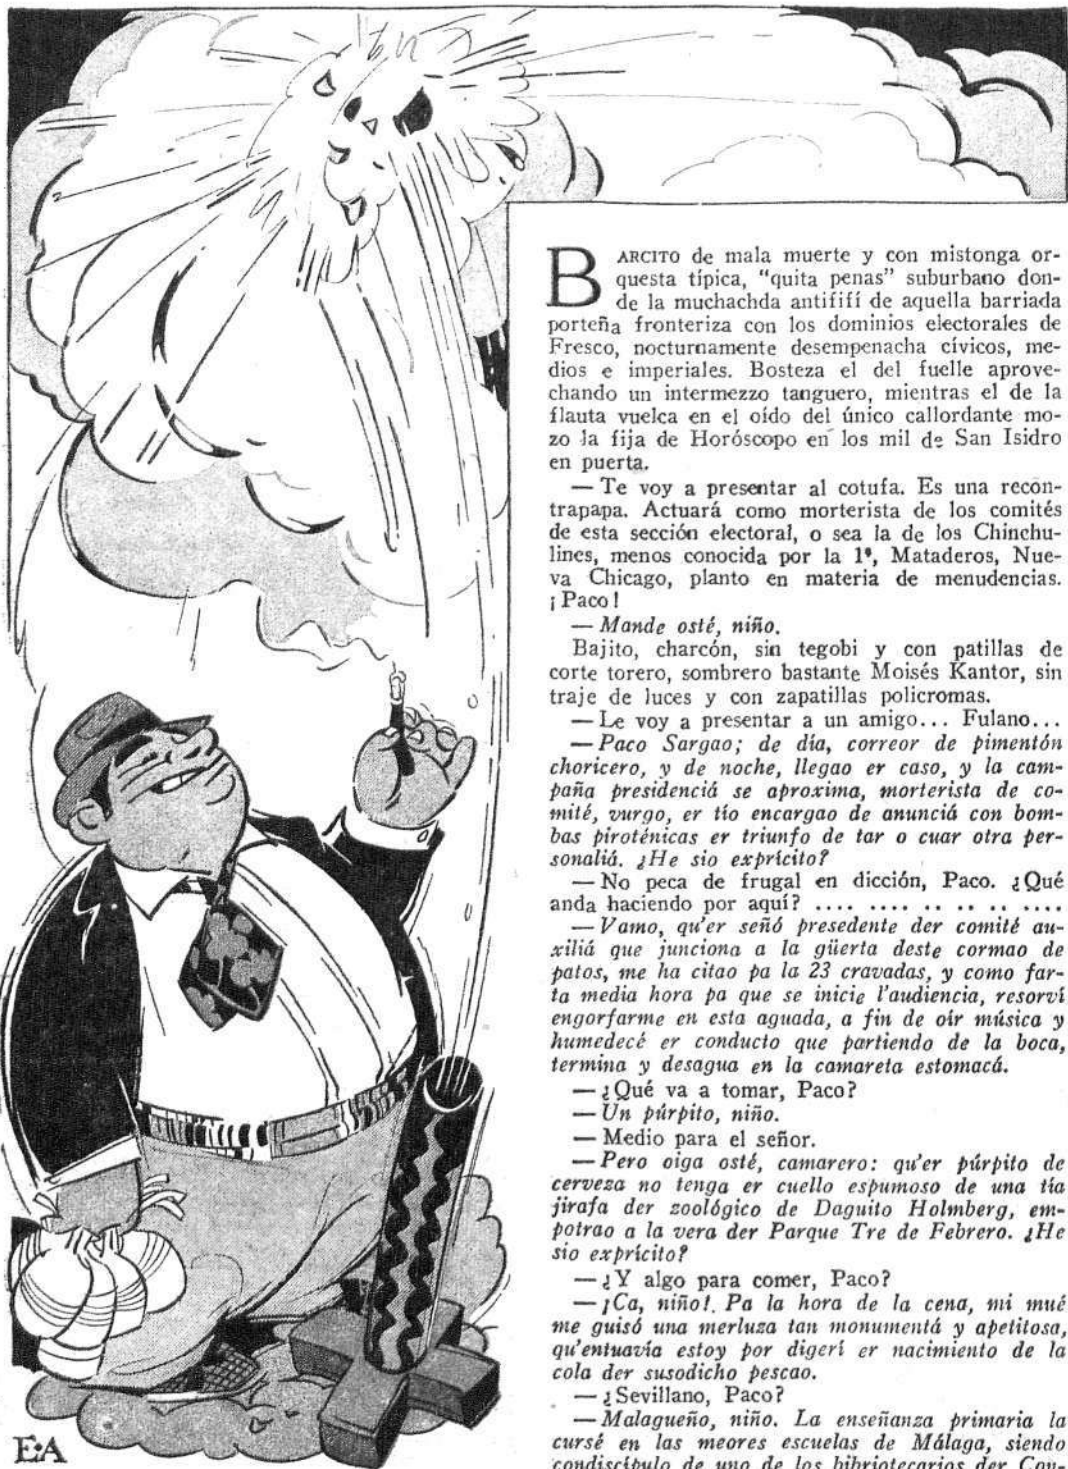 BARCITO de mala muerte y con mistonga or-
questa típica, "quita penas" suburbano don-
de la muchachda antififí de aquella barriada
porteña fronteriza con los dominios electorales de
Fresco, nocturnamente desempenacha cívicos, me-
dios e imperiales. Bosteza el del fuelle aprove-
chando un intermezzo tanguero, mientras el de la
flauta vuelca en el oído del único callordante mo-
zo la fija de Horóscopo en los mil de San Isidro
en puerta.
— Te voy a presentar al cotufa. Es una recon-
trapapa. Actuará como morterista de los comités
de esta sección electoral, o sea la de los Chinchu-
lines, menos conocida por la 1ª, Mataderos, Nue-
va Chicago, planto en materia de menudencias.
¡Paco!
— Mande osté, niño.
Bajito, charcón, sin tegobi y con patillas de
corte torero, sombrero bastante Moisés Kantor, sin
traje de luces y con zapatillas policromas.
— Le voy a presentar a un amigo... Fulano...
— Paco Sargao; de día, correor de pimentón
choricero, y de noche, llegao er caso, y la cam-
paña presidenciá se aproxima, morterista de co-
mité, vurgo, er tío encargao de anunciá con bom-
bas piroténicas er triunfo de tar o cuar otra per-
sonaliá. ¿He sio exprícito?
— No peca de frugal en dicción, Paco. ¿Qué
anda haciendo por aquí? .... .... .. .. .. ....
— Vamo, qu'er señó presedente der comité au-
xiliá que junciona a la güerta deste cormao de
patos, me ha citao pa la 23 cravadas, y como far-
ta media hora pa que se inicie l'audiencia, resorví
engorfarme en esta aguada, a fin de oír música y
humedecé er conducto que partiendo de la boca,
termina y desagua en la camareta estomacá.
— ¿Qué va a tomar, Paco?
— Un púrpito, niño.
— Medio para el señor.
— Pero oiga osté, camarero: qu'er púrpito de
cerveza no tenga er cuello espumoso de una tía
jirafa der zoológico de Daguito Holmberg, em-
potrao a la vera der Parque Tre de Febrero. ¿He
sio exprícito?
— ¿Y algo para comer, Paco?
— ¡Ca, niño! Pa la hora de la cena, mi mué
me guisó una merluza tan monumentá y apetitosa,
qu'entuavía estoy por digerí er nacimiento de la
cola der susodicho pescao.
— ¿Sevillano, Paco?
— Malagueño, niño. La enseñanza primaria la
cursé en las meores escuelas de Málaga, siendo
condiscípulo de uno de los bibriotecarios der Con-
E:A